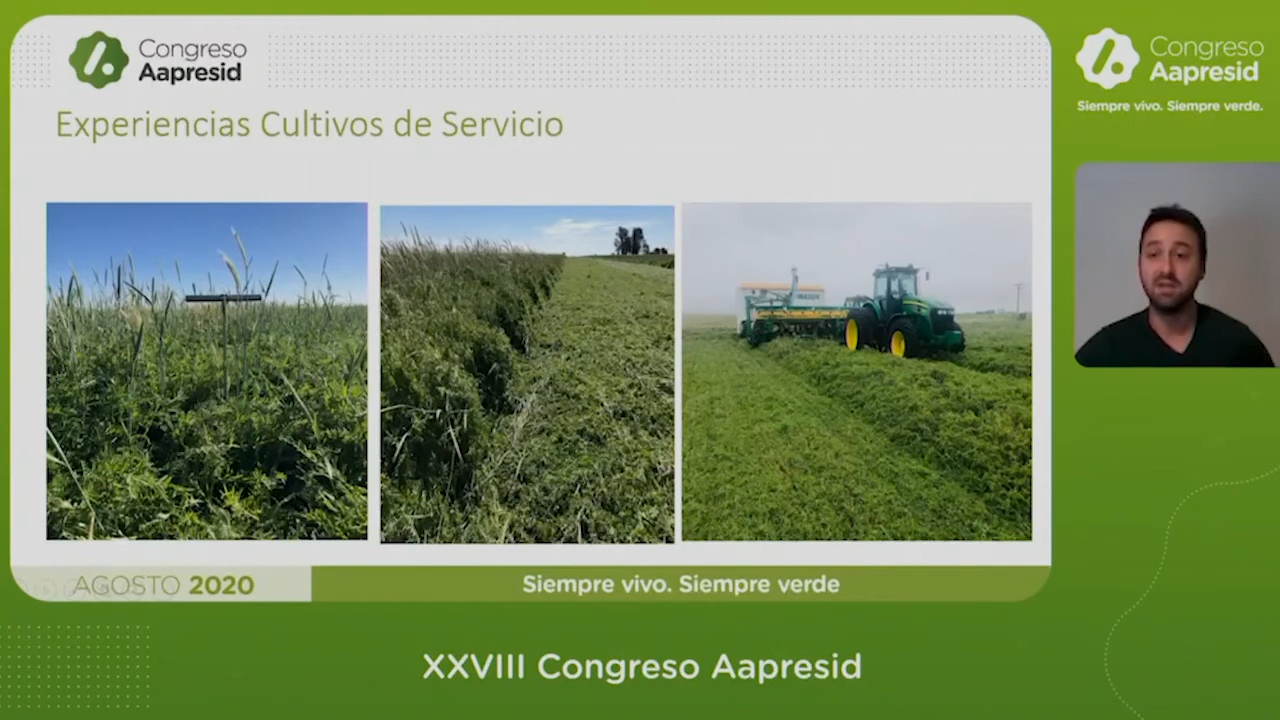 Congreso
Aapresid
Experiencias Cultivos de Servicio
AGOSTO 2020
Siempre vivo. Siempre verde
XXVIII Congreso Aapresid
Congreso
Aapresid
Siempre vivo. Siempre verde.